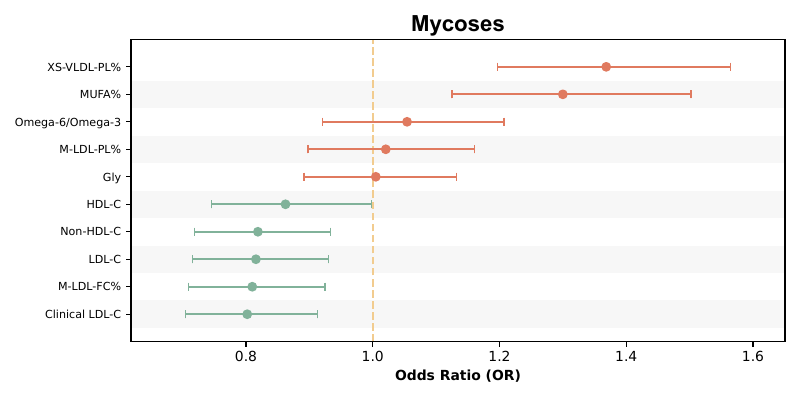 Mycoses
XS-VLDL-PL%
MUFA%
Omega-6/Omega-3
M-LDL-PL%
Gly
HDL-C
Non-HDL-C
LDL-C
M-LDL-FC%
Clinical LDL-C
0.8 1.0 1.2 1.4 1.6
Odds Ratio (OR)